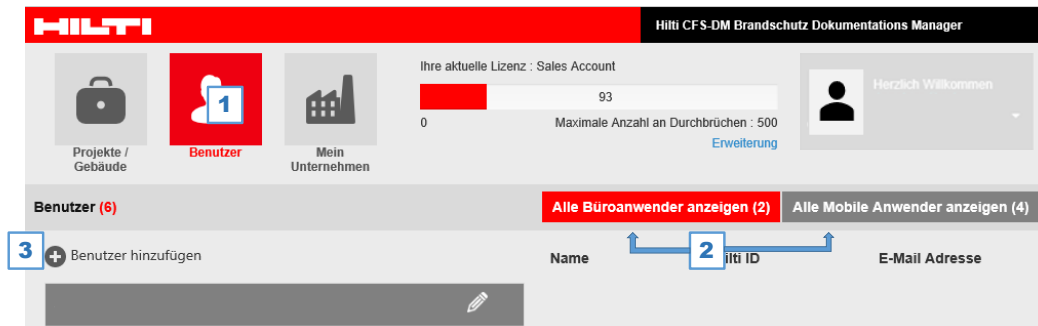 HILTI
Hilti CFS-DM Brandschutz Dokumentations Manager
Ihre aktuelle Lizenz : Sales Account
93
0 Maximale Anzahl an Durchbrüchen : 500
Erweiterung
Herzlich Willkommen
1
Projekte /
Gebäude
Benutzer
Mein
Unternehmen
Benutzer (6)
Alle Büroanwender anzeigen (2)
Alle Mobile Anwender anzeigen (4)
3
Benutzer hinzufügen
2
Name
ilti ID
E-Mail Adresse